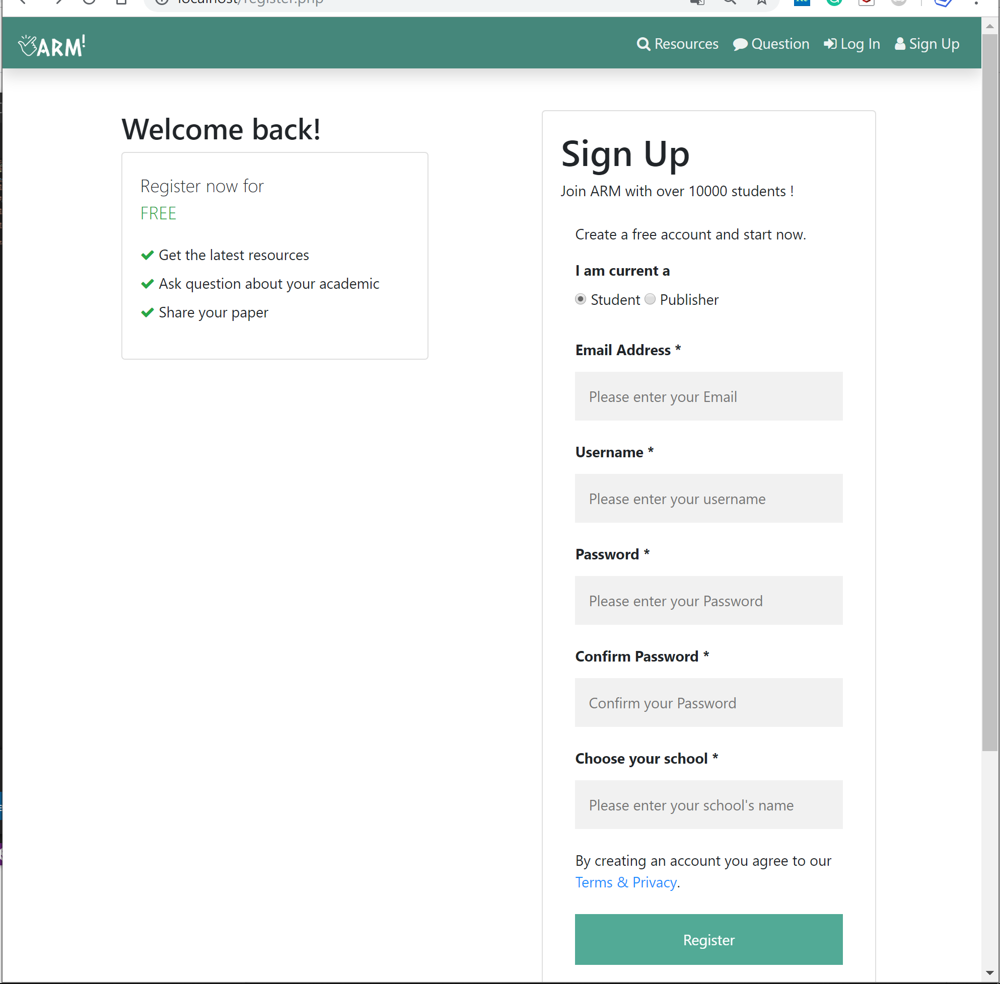 localhost/register.php
ARM!
Resources Question Log In Sign Up
Welcome back!
Register now for
FREE
Get the latest resources
Ask question about your academic
Share your paper
Sign Up
Join ARM with over 10000 students !
Create a free account and start now.
I am current a
Student Publisher
Email Address *
Please enter your Email
Username *
Please enter your username
Password *
Please enter your Password
Confirm Password *
Confirm your Password
Choose your school *
Please enter your school's name
By creating an account you agree to our
Terms & Privacy.
Register